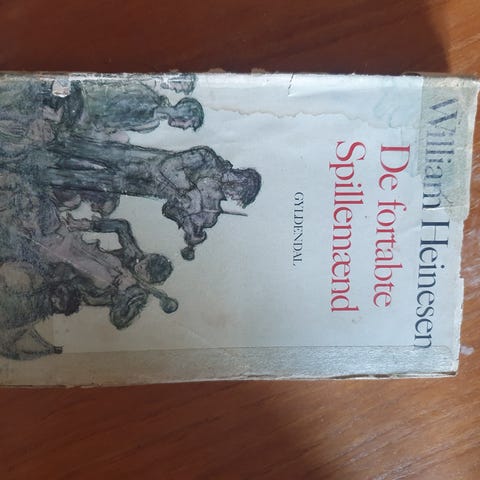 William Heinesen
De fortabte
Spillemænd
GYLDENDAL